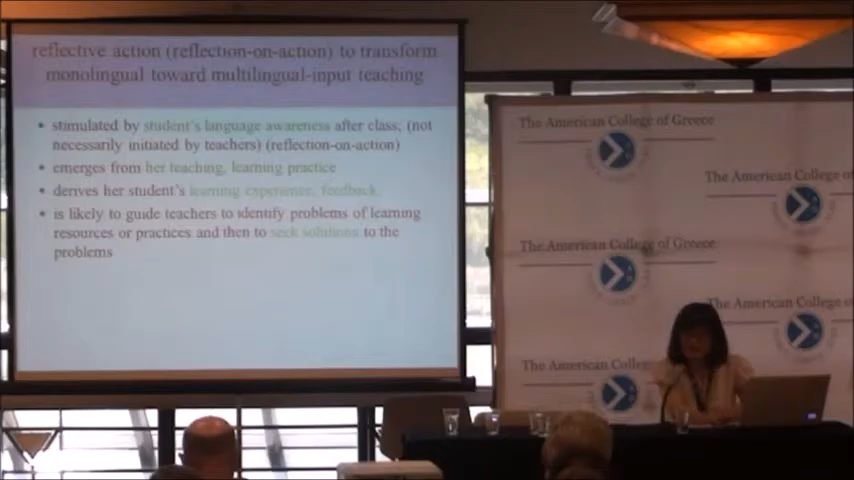 reflective action (reflection-on-action) to transform
monolingual toward multilingual-input teaching
• stimulated by student's language awareness after class, (not
necessarily initiated by teachers) (reflection-on-action)
• emerges from her teaching, learning practice
• derives her student's learning experience, feedback,
• is likely to guide teachers to identify problems of learning
resources or practices and then to seek solutions to the
problems
The American College of Greece
The American College of Greece
The American College of Greece
The American College o
The American College